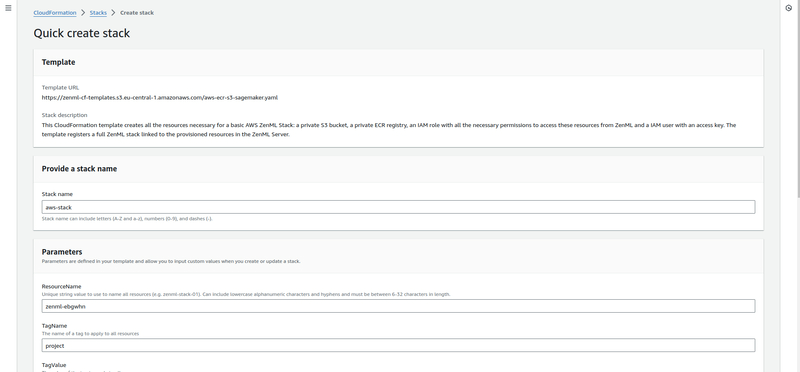 CloudFormation > Stacks > Create stack
Quick create stack
Template
Template URL
https://zenml-cf-templates.s3.eu-central-1.amazonaws.com/aws-ecr-s3-sagemaker.yaml
Stack description
This CloudFormation template creates all the resources necessary for a basic AWS ZenML Stack: a private S3 bucket, a private ECR registry, an IAM role with all the necessary permissions to access these resources from ZenML and a IAM user with an access key. The
template registers a full ZenML stack linked to the provisioned resources in the ZenML Server.
Provide a stack name
Stack name
aws-stack
Stack name can include letters (A-Z and a-z), numbers (0-9), and dashes (-).
Parameters
Parameters are defined in your template and allow you to input custom values when you create or update a stack.
ResourceName
Unique string value to use to name all resources (e.g. zenml-stack-01). Can include lowercase alphanumeric characters and hyphens and must be between 6-32 characters in length.
zenml-ebgwhn
TagName
The name of a tag to apply to all resources
project
TagValue